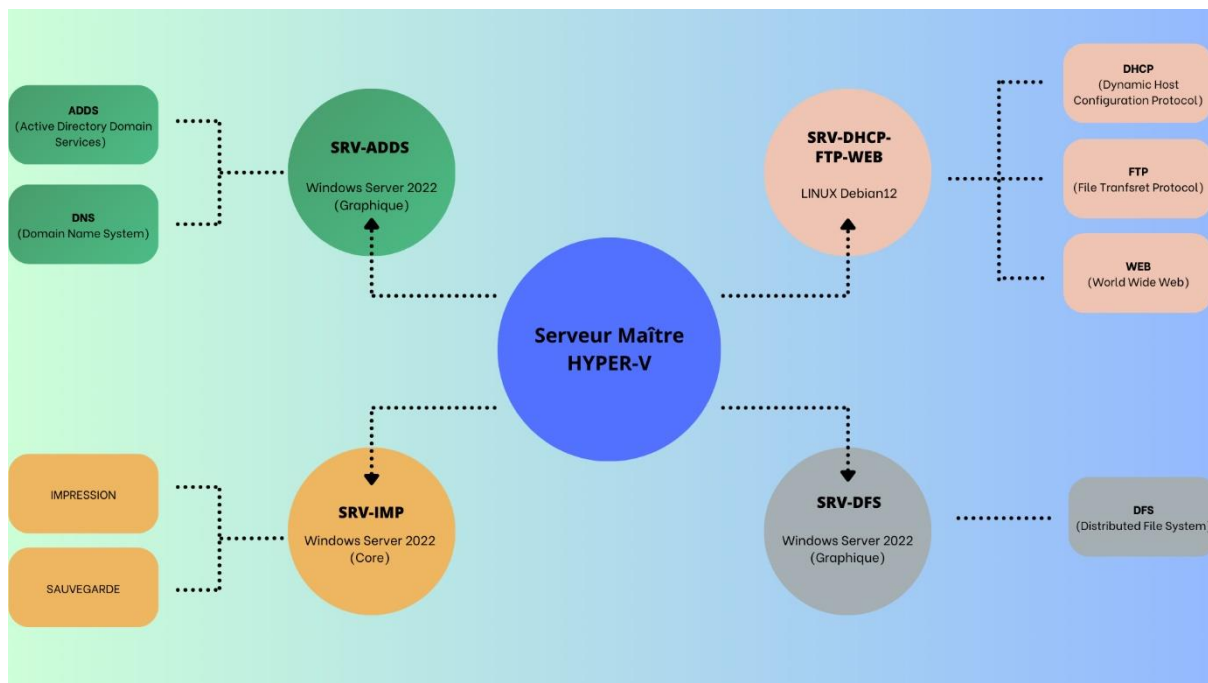 ADDS
(Active Directory Domain
Services)
DNS
(Domain Name System)
SRV-ADDS
Windows Server 2022
(Graphique)
SRV-DHCP-
FTP-WEB
LINUX Debian12
DHCP
(Dynamic Host
Configuration Protocol)
FTP
(File Tranfsret Protocol)
WEB
(World Wide Web)
Serveur Maître
HYPER-V
IMPRESSION
SAUVEGARDE
SRV-IMP
Windows Server 2022
(Core)
SRV-DFS
Windows Server 2022
(Graphique)
DFS
(Distributed File System)